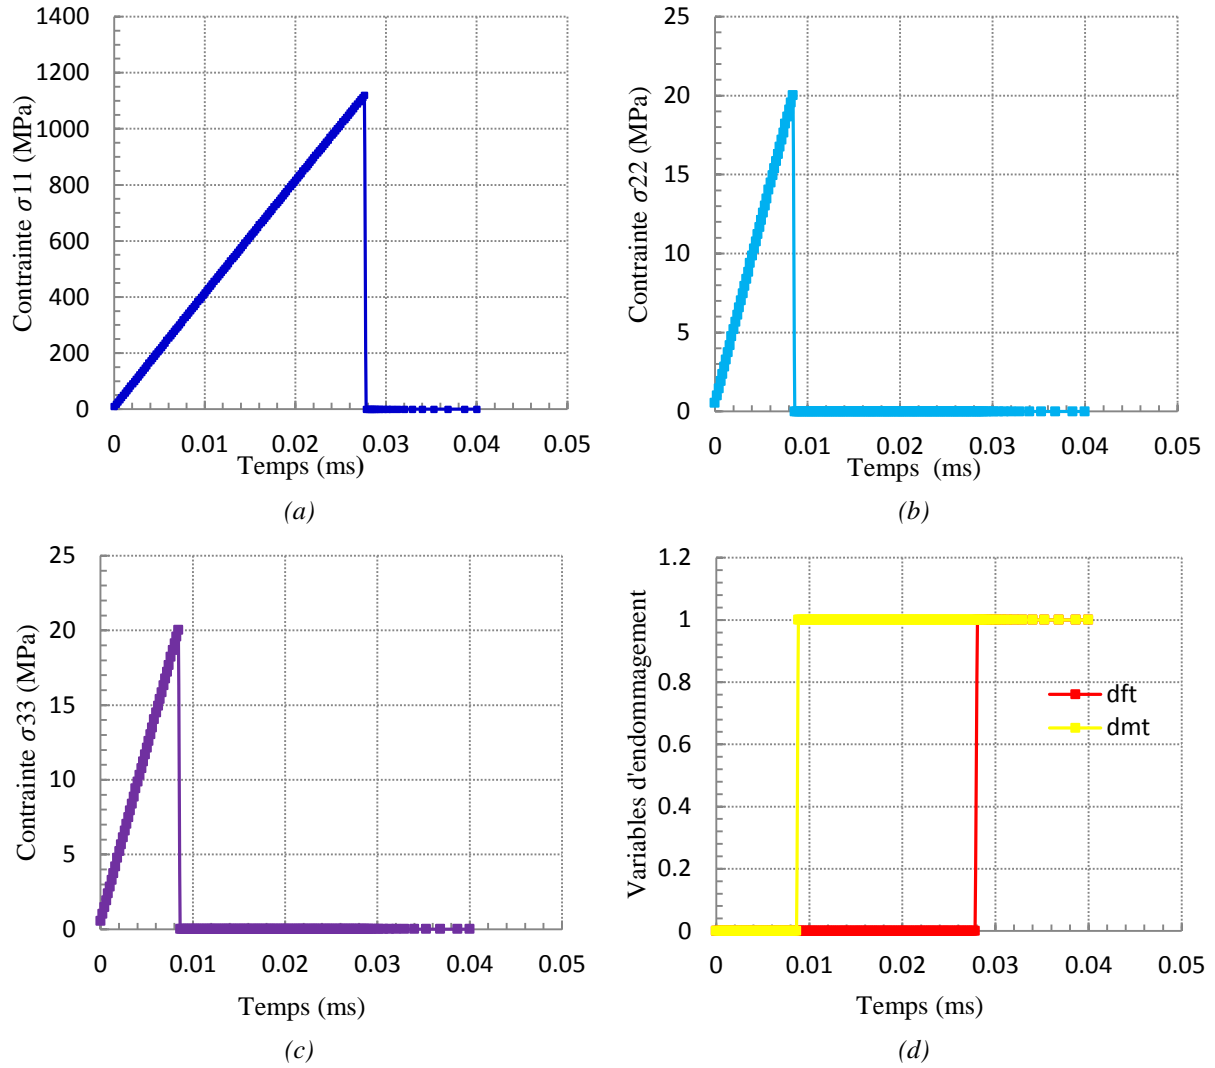 1400
1200
1000
800
600
400
200
0
Contrainte σ11 (MPa)
0 0.01 0.02 0.03 0.04 0.05
Temps (ms)
(a)
25
20
15
10
5
0
Contrainte σ22 (MPa)
0 0.01 0.02 0.03 0.04 0.05
Temps (ms)
(b)
25
20
15
10
5
0
Contrainte σ33 (MPa)
0 0.01 0.02 0.03 0.04 0.05
Temps (ms)
(c)
1.2
1
0.8
0.6
0.4
0.2
0
Variables d'endommagement
dft
dmt
0 0.01 0.02 0.03 0.04 0.05
Temps (ms)
(d)